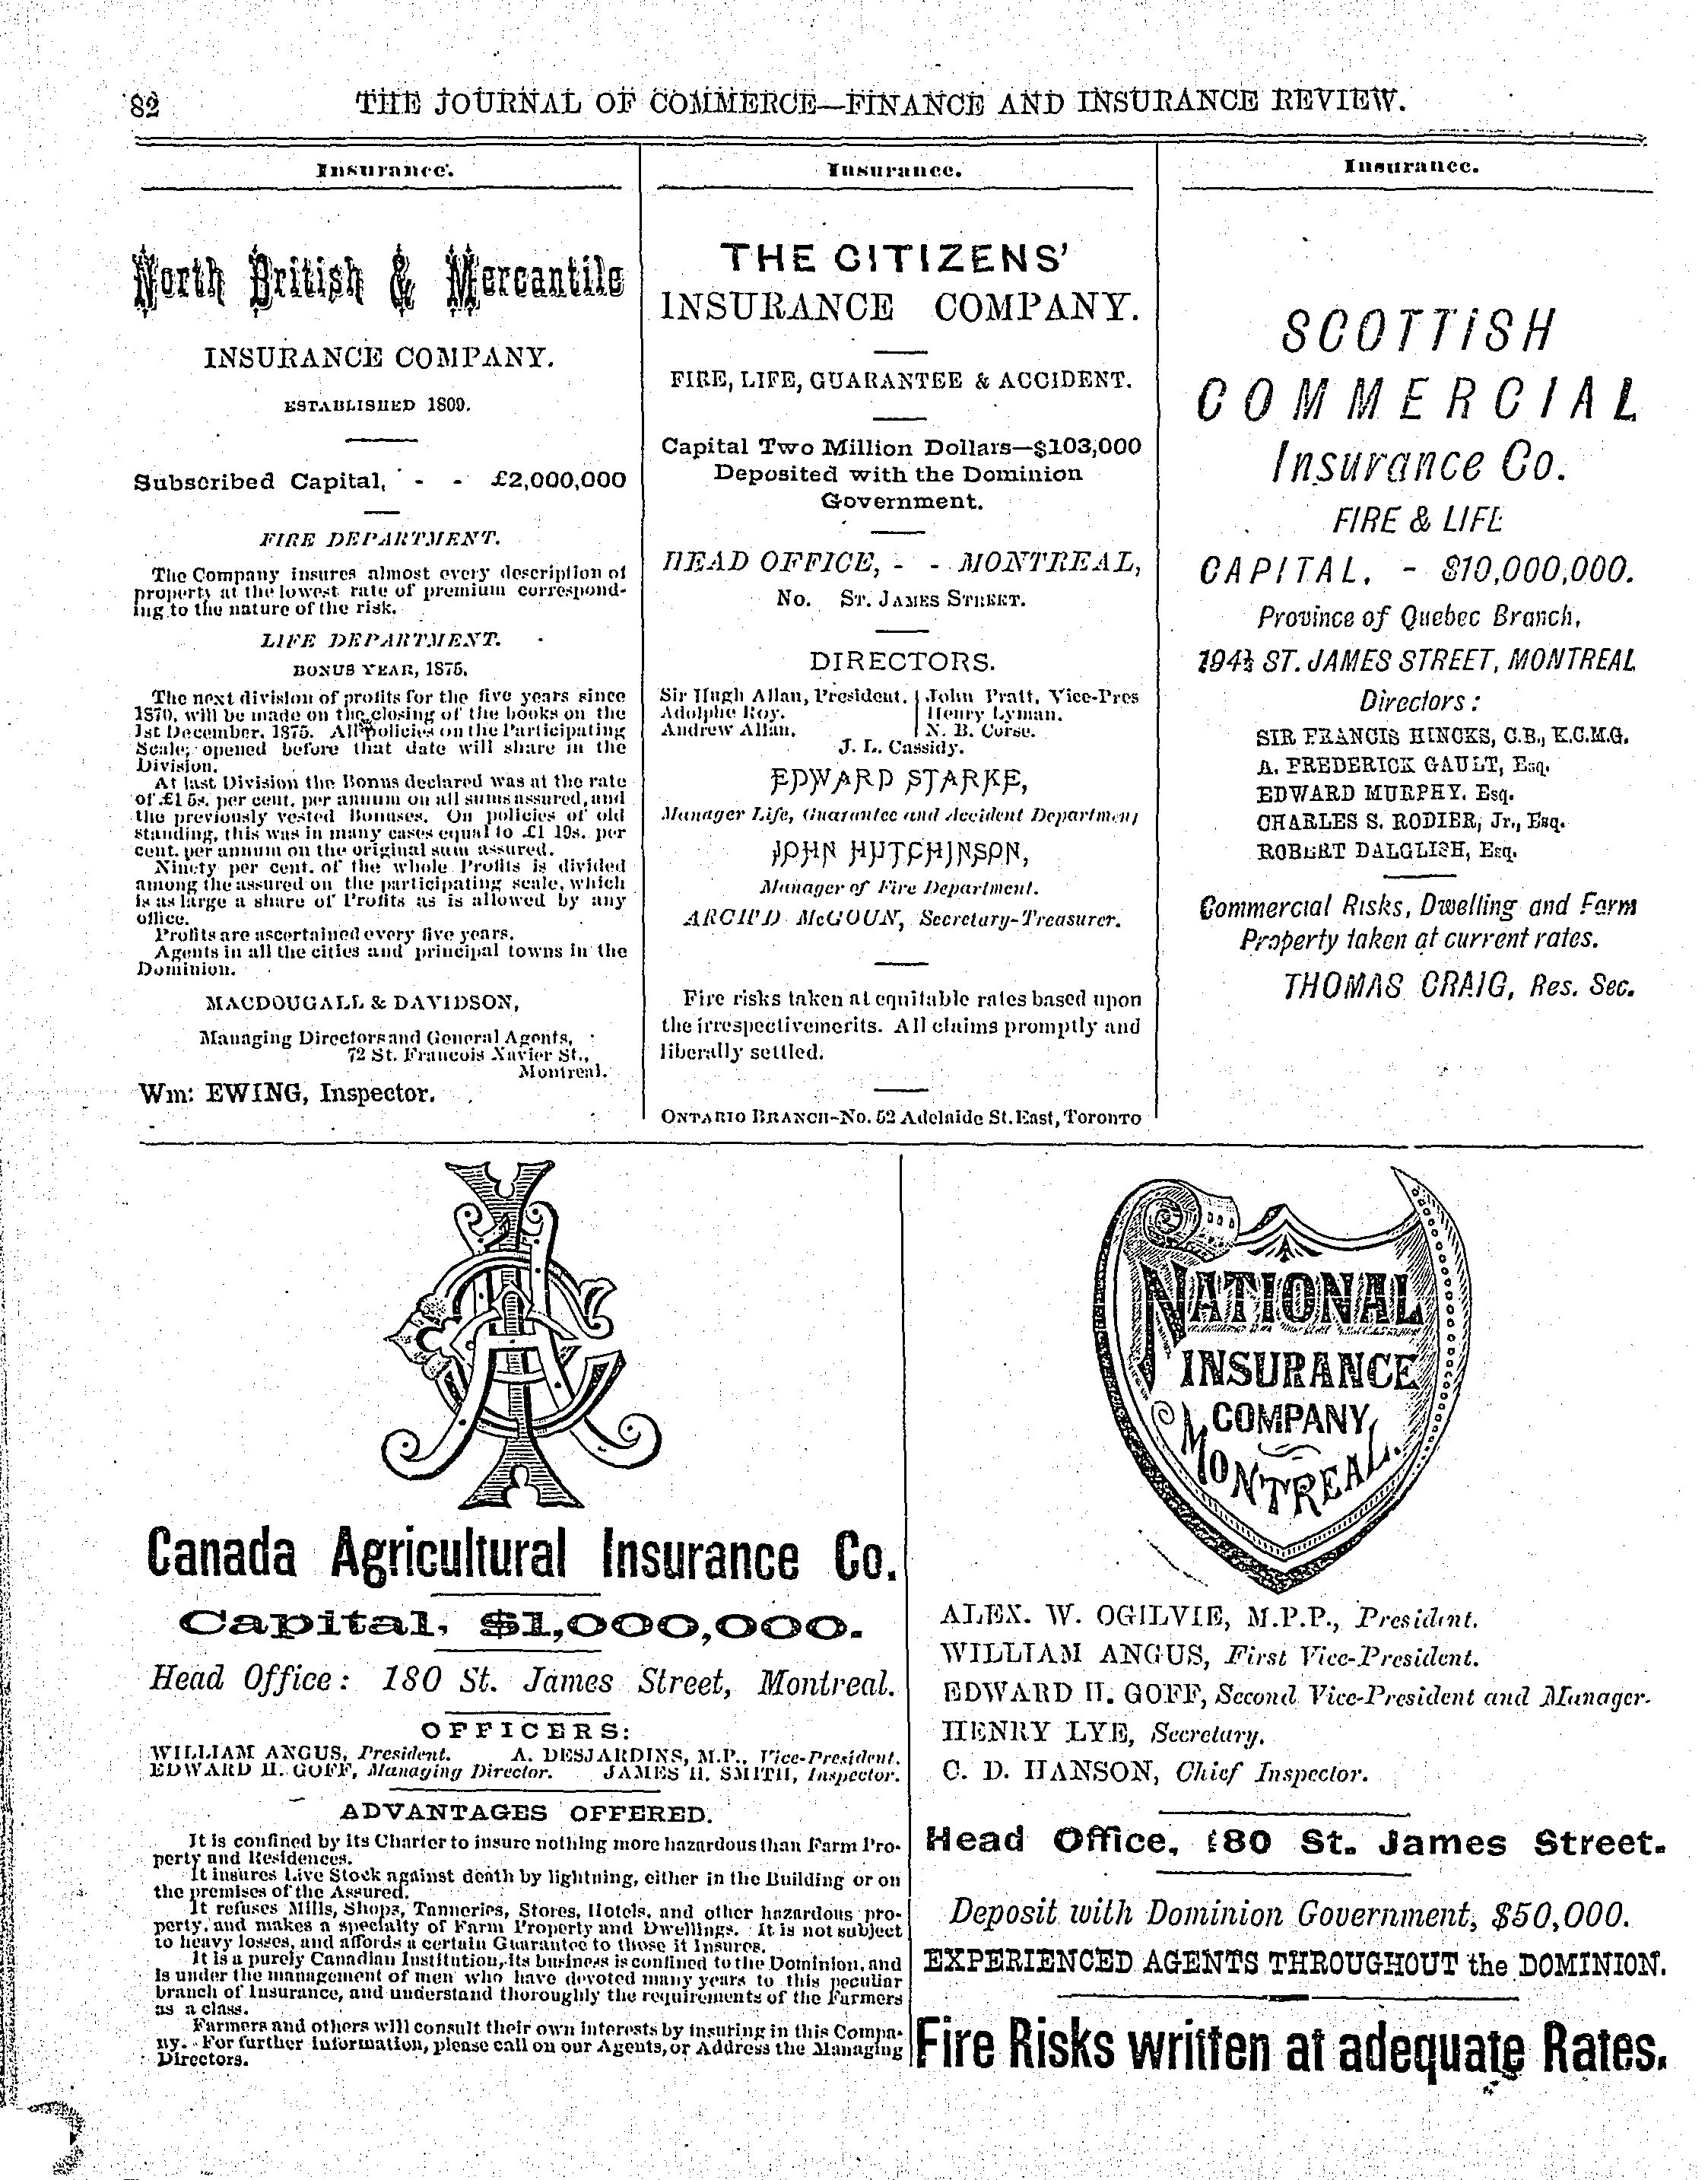 82
THE JOURNAL OF COMMERCE—FINANCE AND INSURANCE REVIEW.
Insurance.
North British & Mercantile
INSURANCE COMPANY.
ESTABLISHED 1809.
Subscribed Capital, - - £2,000,000
FIRE DEPARTMENT.
The Company insures almost every description of
property at the lowest rate of premium correspond-
ing to the nature of the risk.
LIFE DEPARTMENT.
BONUS YEAR, 1875.
The next division of profits for the five years since
1870, will be made on the closing of the books on the
1st December, 1875. All policies on the Participating
Scale, opened before that date will share in the
Division.
At last Division the Bonus declared was at the rate
of £1 5s. per cent. per annum on all sums assured, and
the previously vested Bonuses. On policies of old
standing, this was in many cases equal to £1 19s. per
cent. per annum on the original sum assured.
Ninety per cent. of the whole Profits is divided
among the assured on the participating scale, which
is as large a share of Profits as is allowed by any
office.
Profits are ascertained every five years.
Agents in all the cities and principal towns in the
Dominion.
MACDOUGALL & DAVIDSON,
Managing Directors and General Agents,
72 St. Francois Xavier St.,
Montreal.
Wm: EWING, Inspector.
Insurance.
THE CITIZENS'
INSURANCE COMPANY.
FIRE, LIFE, GUARANTEE & ACCIDENT.
Capital Two Million Dollars—$103,000
Deposited with the Dominion
Government.
HEAD OFFICE, - - MONTREAL,
No. ST. JAMES STREET.
DIRECTORS.
Sir Hugh Allan, President. | John Pratt, Vice-Pres
Adolphe Roy. | Henry Lyman.
Andrew Allan. | N. B. Corse.
J. L. Cassidy.
EDWARD STARKE,
Manager Life, Guarantee and Accident Department
JOHN HUTCHINSON,
Manager of Fire Department.
ARCH'D McGOUN, Secretary-Treasurer.
Fire risks taken at equitable rates based upon
the irrespectivemerits. All claims promptly and
liberally settled.
ONTARIO BRANCH-No. 52 Adelaide St. East, TORONTO
Insurance.
SCOTTISH
COMMERCIAL
Insurance Co.
FIRE & LIFE
CAPITAL, - $10,000,000.
Province of Quebec Branch,
194½ ST. JAMES STREET, MONTREAL
Directors :
SIR FRANCIS HINCKS, C.B., K.C.M.G.
A. FREDERICK GAULT, Esq.
EDWARD MURPHY, Esq.
CHARLES S. RODIER, Jr., Esq.
ROBERT DALGLISH, Esq.
Commercial Risks, Dwelling and Farm
Property taken at current rates.
THOMAS CRAIG, Res. Sec.
Canada Agricultural Insurance Co.
Capital, $1,000,000.
Head Office: 180 St. James Street, Montreal.
OFFICERS:
WILLIAM ANGUS, President. A. DESJARDINS, M.P., Vice-President.
EDWARD H. GOFF, Managing Director. JAMES H. SMITH, Inspector.
ADVANTAGES OFFERED.
It is confined by its Charter to insure nothing more hazardous than Farm Pro-
perty and Residences.
It insures Live Stock against death by lightning, either in the Building or on
the premises of the Assured.
It refuses Mills, Shops, Tanneries, Stores, Hotels, and other hazardous pro-
perty, and makes a specialty of Farm Property and Dwellings. It is not subject
to heavy losses, and affords a certain Guarantee to those it insures.
It is a purely Canadian Institution, its business is confined to the Dominion, and
is under the management of men who have devoted many years to this peculiar
branch of Insurance, and understand thoroughly the requirements of the Farmers
as a class.
Farmers and others will consult their own interests by insuring in this Compa-
ny. For further information, please call on our Agents, or Address the Managing
Directors.
NATIONAL
INSURANCE
COMPANY
MONTREAL.
ALEX. W. OGILVIE, M.P.P., President.
WILLIAM ANGUS, First Vice-President.
EDWARD H. GOFF, Second Vice-President and Manager.
HENRY LYE, Secretary.
C. D. HANSON, Chief Inspector.
Head Office, 180 St. James Street.
Deposit with Dominion Government, $50,000.
EXPERIENCED AGENTS THROUGHOUT the DOMINION.
Fire Risks written at adequate Rates.